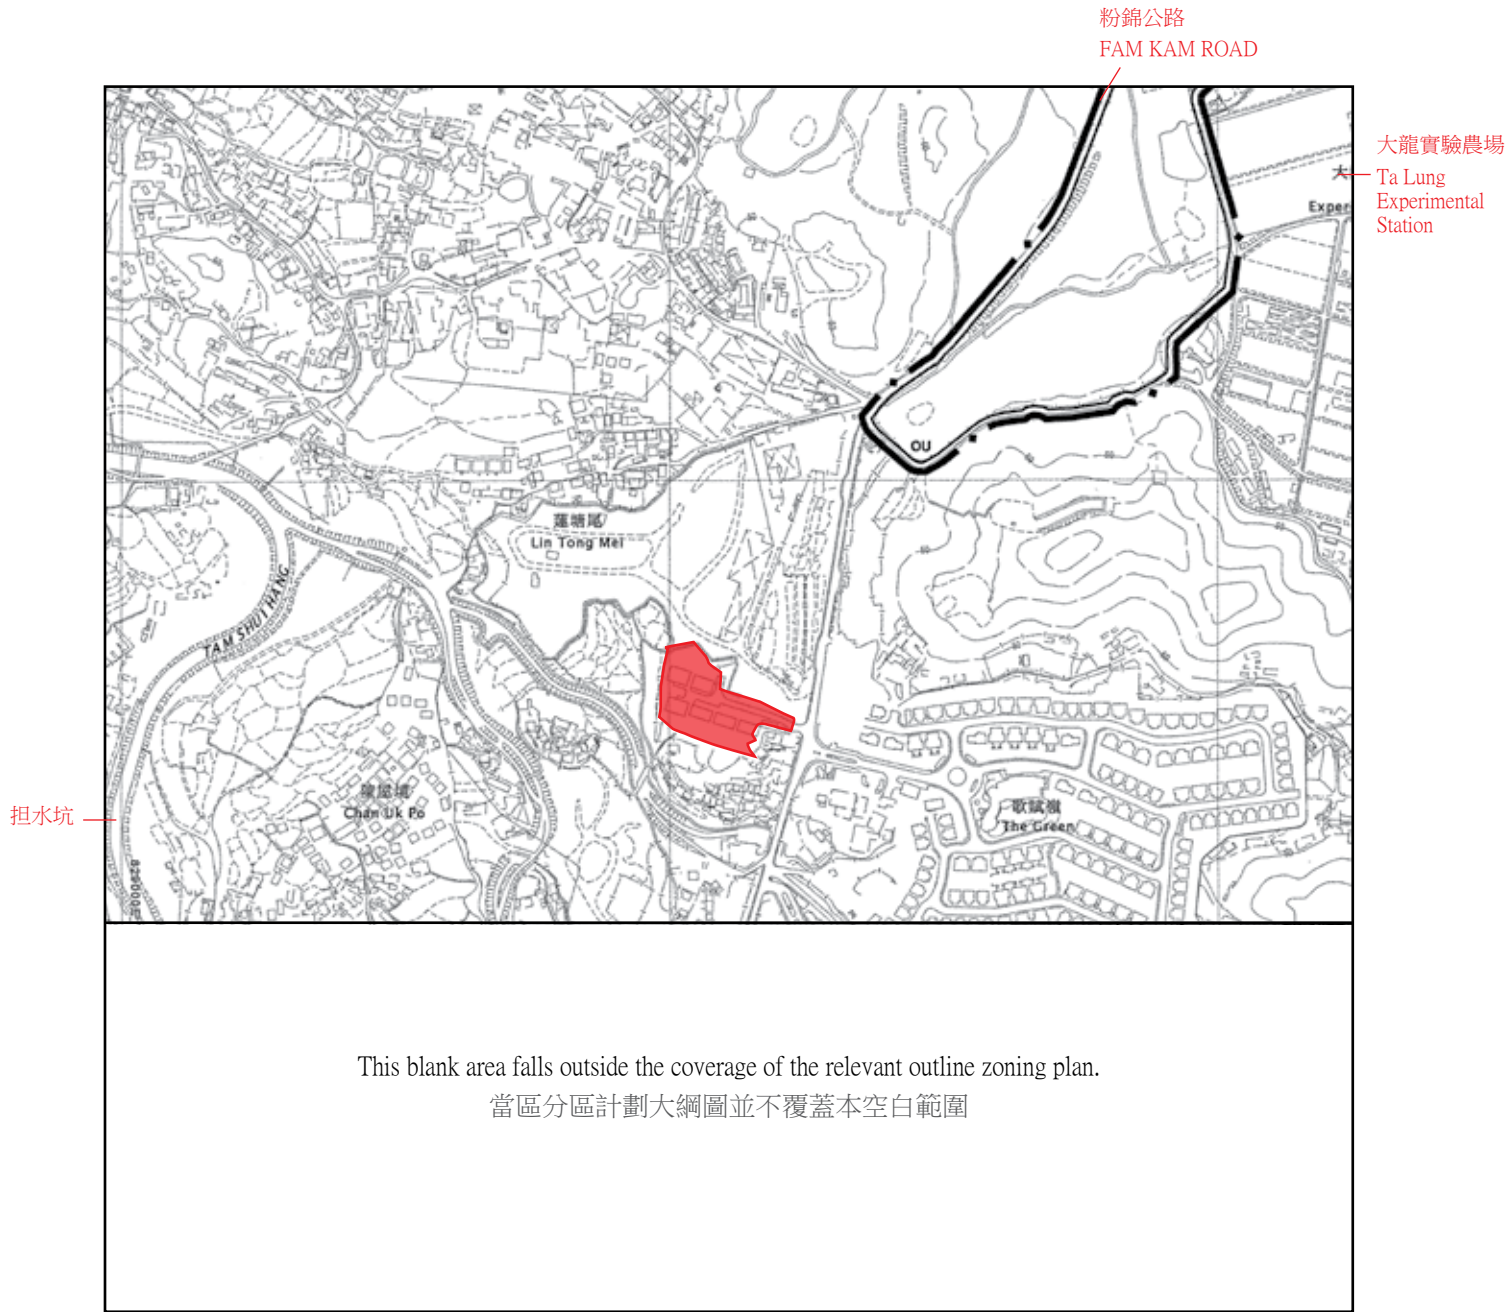 粉錦公路
FAM KAM ROAD
大龍實驗農場
Ta Lung
Experimental
Station
Exper
OU
蓮塘尾
Lin Tong Mei
TAM SHUI HANG
Chan Uk Po
歌賦嶺
The Green
担水坑
This blank area falls outside the coverage of the relevant outline zoning plan.
當區分區計劃大綱圖並不覆蓋本空白範圍